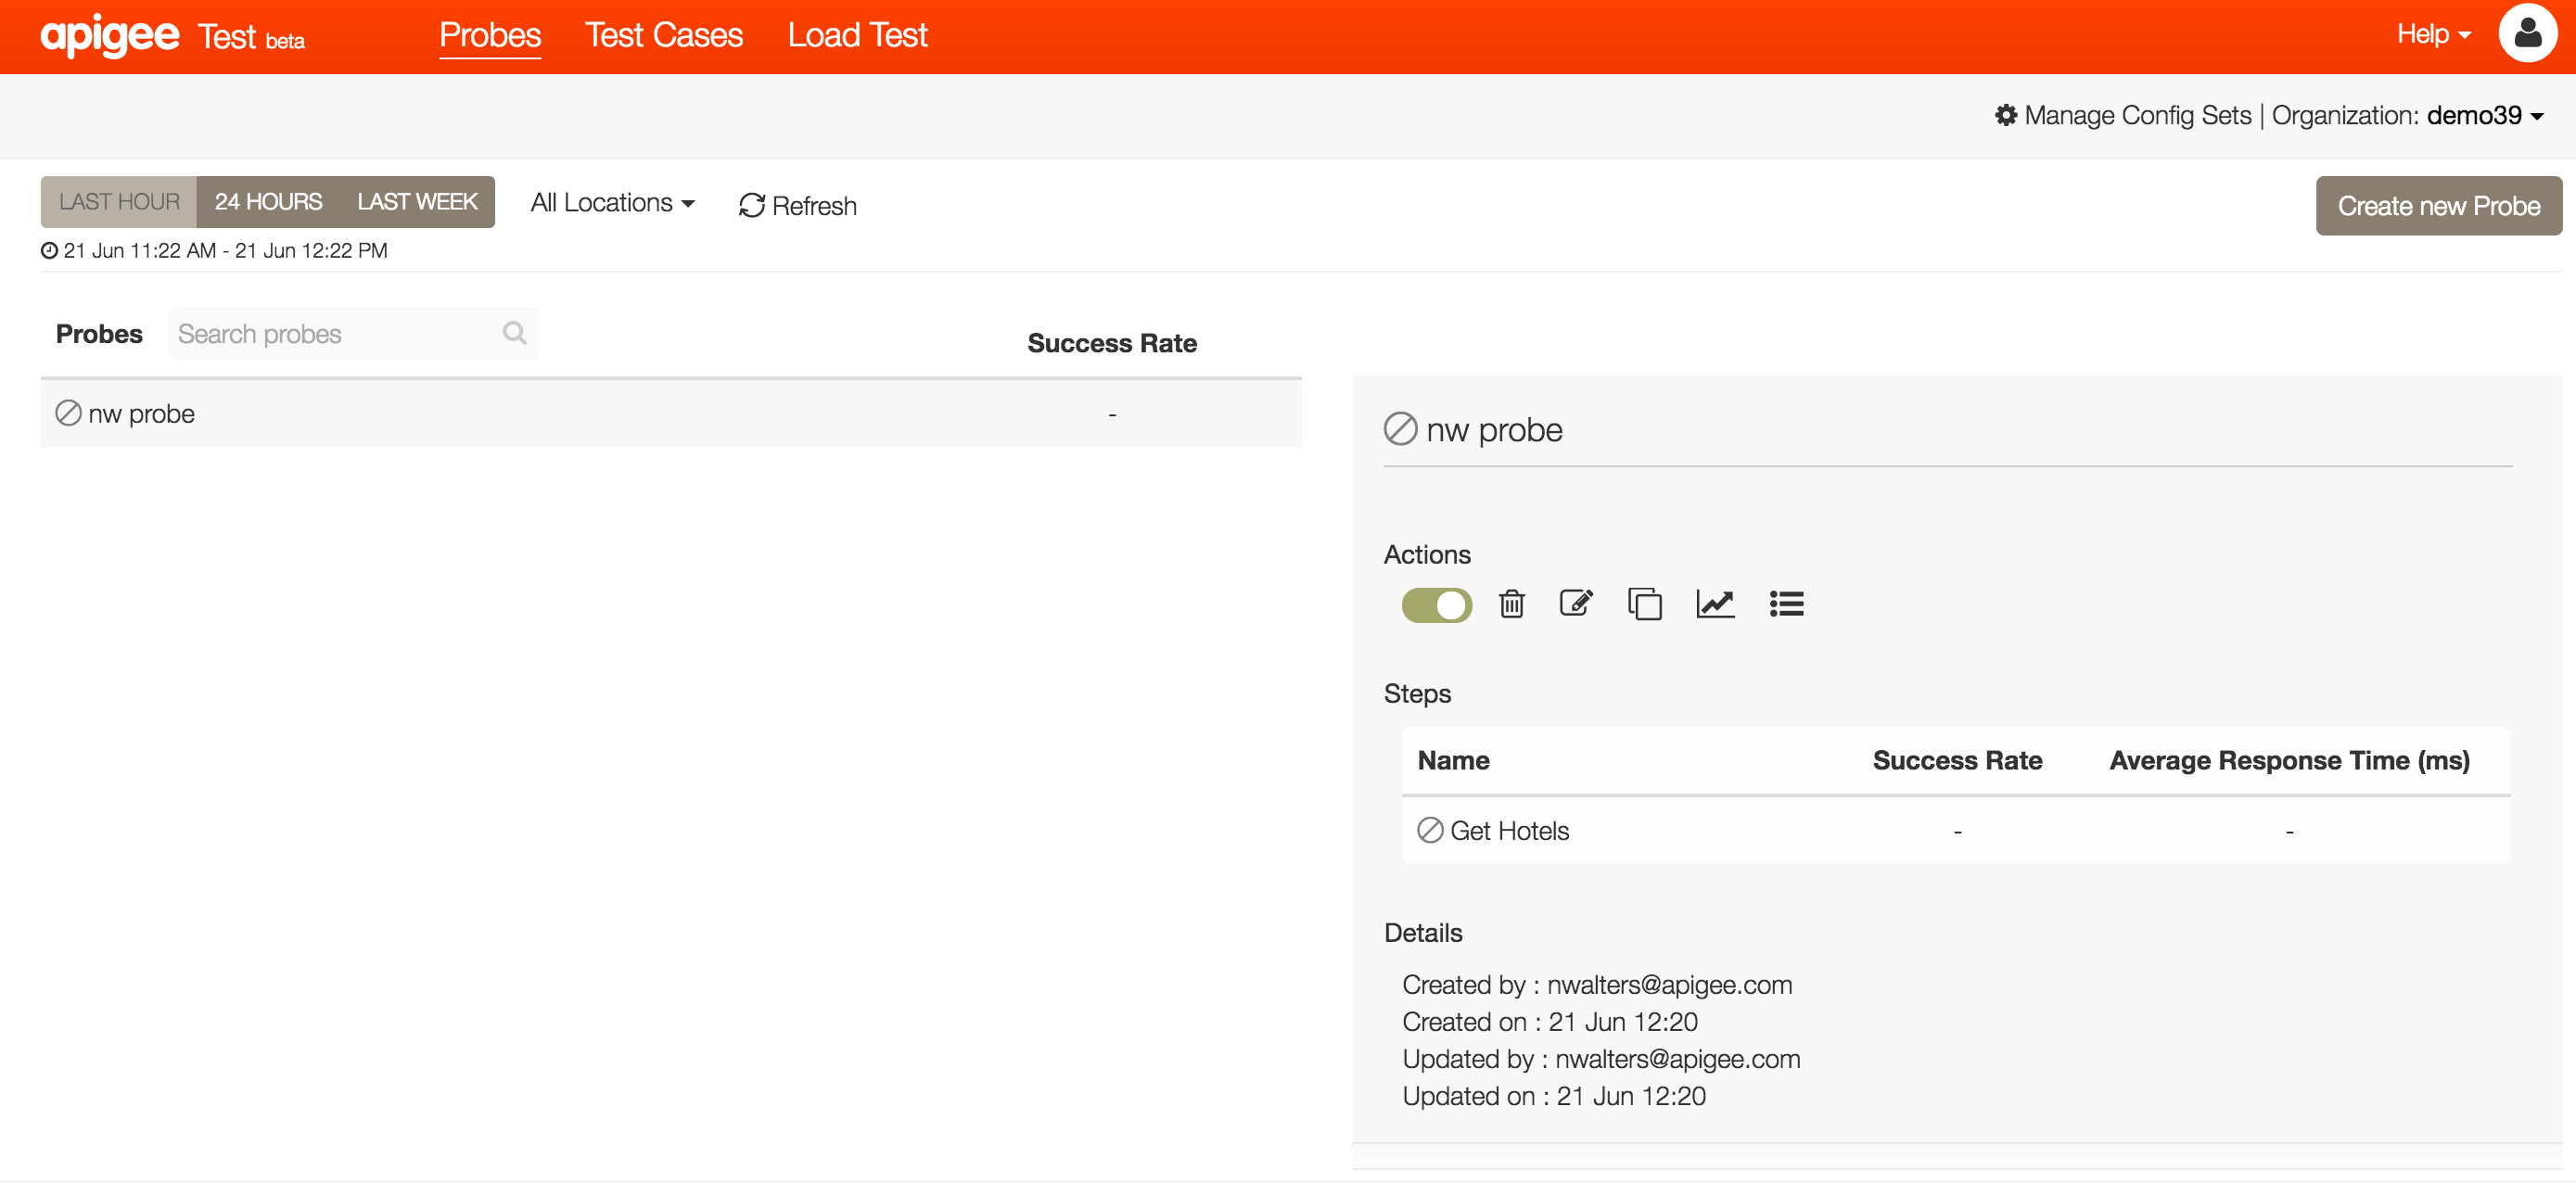 apigee Test beta Probes Test Cases Load Test Help
Manage Config Sets | Organization: demo39
LAST HOUR 24 HOURS LAST WEEK All Locations Refresh Create new Probe
21 Jun 11:22 AM - 21 Jun 12:22 PM
Probes Search probes Success Rate
nw probe -
nw probe
Actions
Steps
Name Success Rate Average Response Time (ms)
Get Hotels - -
Details
Created by : nwalters@apigee.com
Created on : 21 Jun 12:20
Updated by : nwalters@apigee.com
Updated on : 21 Jun 12:20